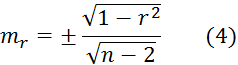 m_r = ± √(1 − r²) / √(n − 2) (4)